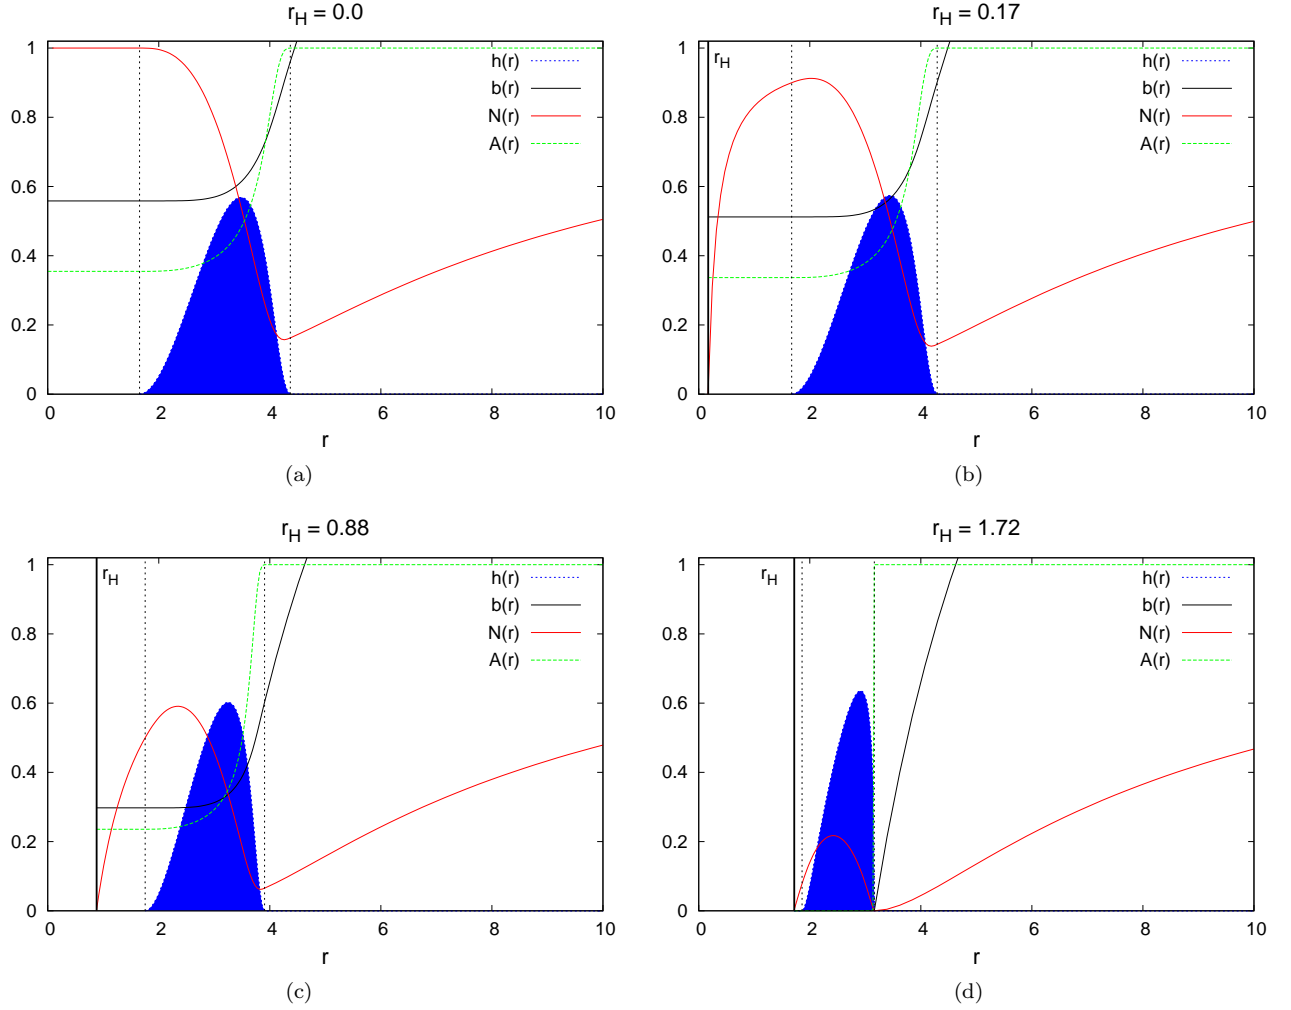 r_H = 0.0
h(r)
b(r)
N(r)
A(r)
1
0.8
0.6
0.4
0.2
0
0 2 4 6 8 10
r
(a)
r_H = 0.17
r_H
h(r)
b(r)
N(r)
A(r)
1
0.8
0.6
0.4
0.2
0
0 2 4 6 8 10
r
(b)
r_H = 0.88
r_H
h(r)
b(r)
N(r)
A(r)
1
0.8
0.6
0.4
0.2
0
0 2 4 6 8 10
r
(c)
r_H = 1.72
r_H
h(r)
b(r)
N(r)
A(r)
1
0.8
0.6
0.4
0.2
0
0 2 4 6 8 10
r
(d)